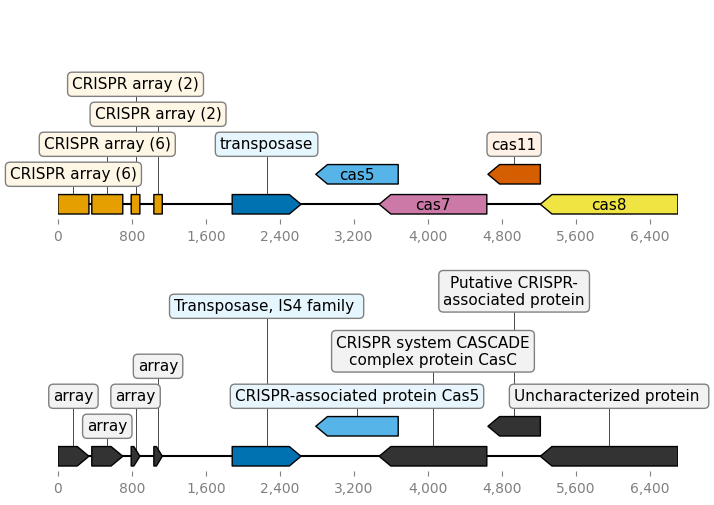 CRISPR array (2)
CRISPR array (2)
CRISPR array (6)
transposase
cas11
CRISPR array (6)
cas5
cas7
cas8
0 800 1,600 2,400 3,200 4,000 4,800 5,600 6,400
Putative CRISPR-
associated protein
Transposase, IS4 family
CRISPR system CASCADE
complex protein CasC
array
array
array
CRISPR-associated protein Cas5
Uncharacterized protein
array
0 800 1,600 2,400 3,200 4,000 4,800 5,600 6,400